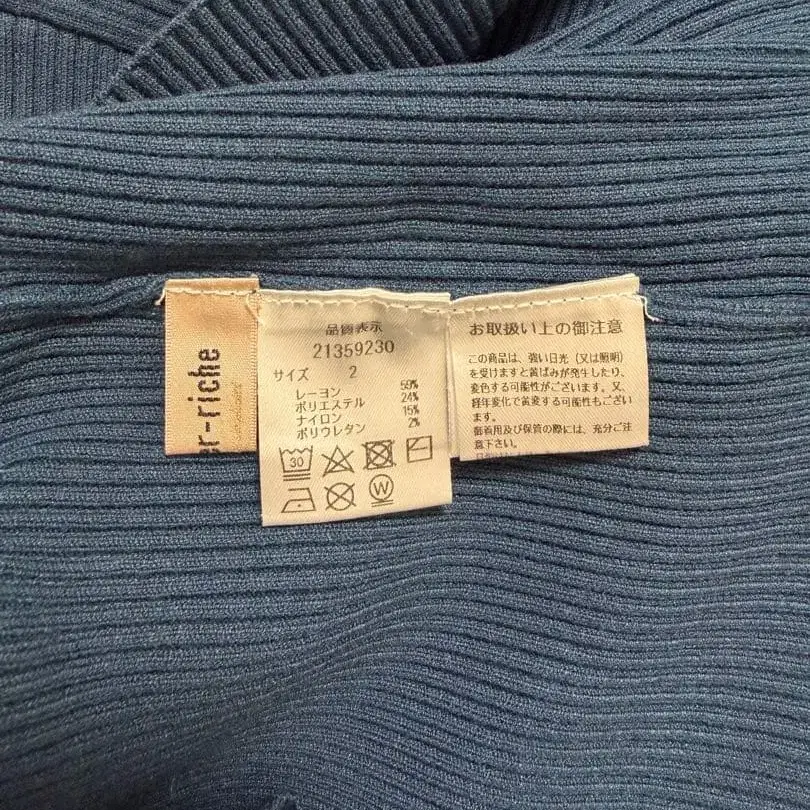 er-riche
品質表示
21359230
サイズ 2
レーヨン 59%
ポリエステル 24%
ナイロン 15%
ポリウレタン 2%
30
W
お取扱い上の御注意
この商品は、強い日光（又は照明）
を受けますと黄ばみが発生したり、
変色する可能性がございます。又、
経年変化で黄変する可能性もござい
ます。
御着用及び保管の際には、充分ご注
意下さい。